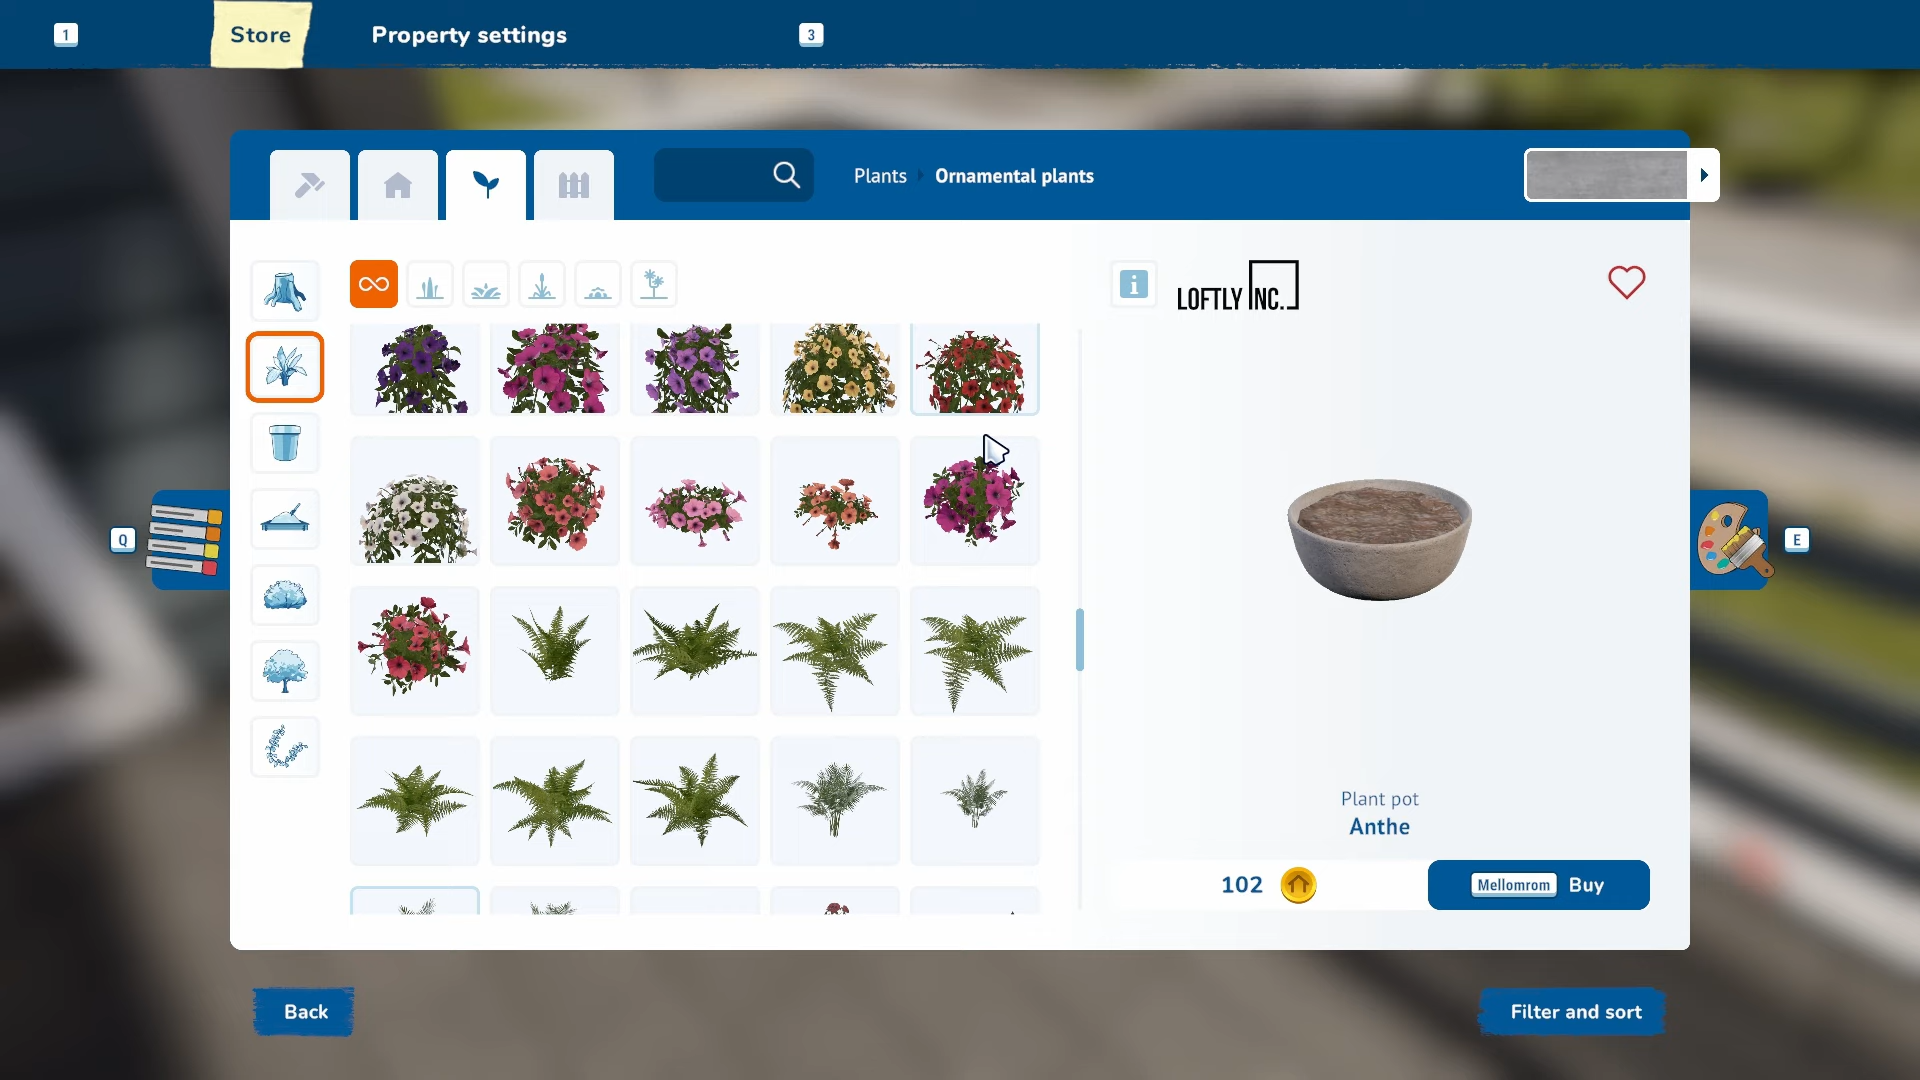 1
Store
Property settings
3
Plants
Ornamental plants
LOFTLY INC.
Q
E
Plant pot
Anthe
102
Mellomrom Buy
Back
Filter and sort